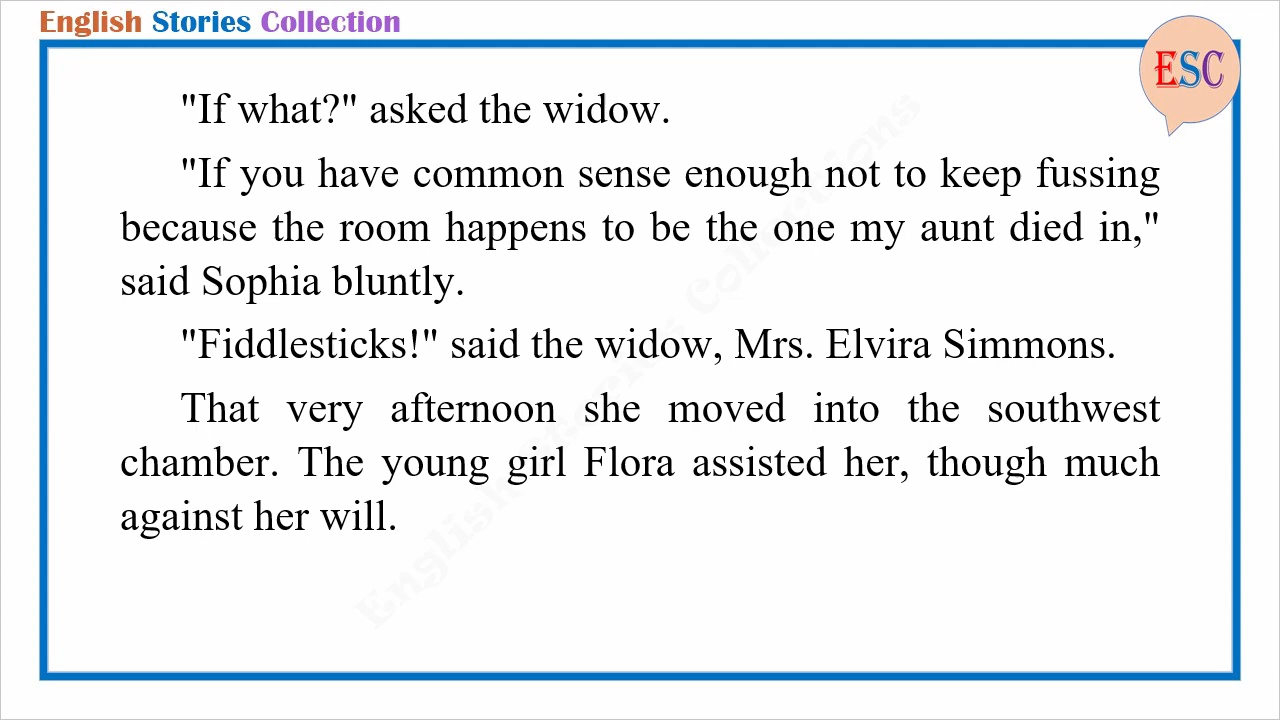 English Stories Collection
ESC
"If what?" asked the widow.
"If you have common sense enough not to keep fussing
because the room happens to be the one my aunt died in,"
said Sophia bluntly.
"Fiddlesticks!" said the widow, Mrs. Elvira Simmons.
That very afternoon she moved into the southwest
chamber. The young girl Flora assisted her, though much
against her will.
English Stories Collections